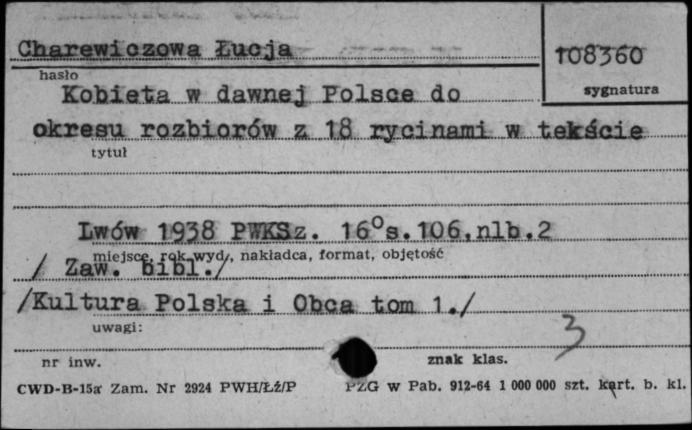 Charewiczowa Łucja
108360
hasło
sygnatura
Kobieta w dawnej Polsce do
okresu rozbiorów z 18 rycinami w tekście
tytuł
Lwów 1938 PWKSz. 16°s.106,nlb.2
miejsce, rok wyd., nakładca, format, objętość
/ Zaw. bibl./
/Kultura Polska i Obca tom 1./
uwagi:
3
nr inw.
znak klas.
CWD-B-15a Zam. Nr 2924 PWH/Łź/P PZG w Pab. 912-64 1 000 000 szt. kart. b. kl.